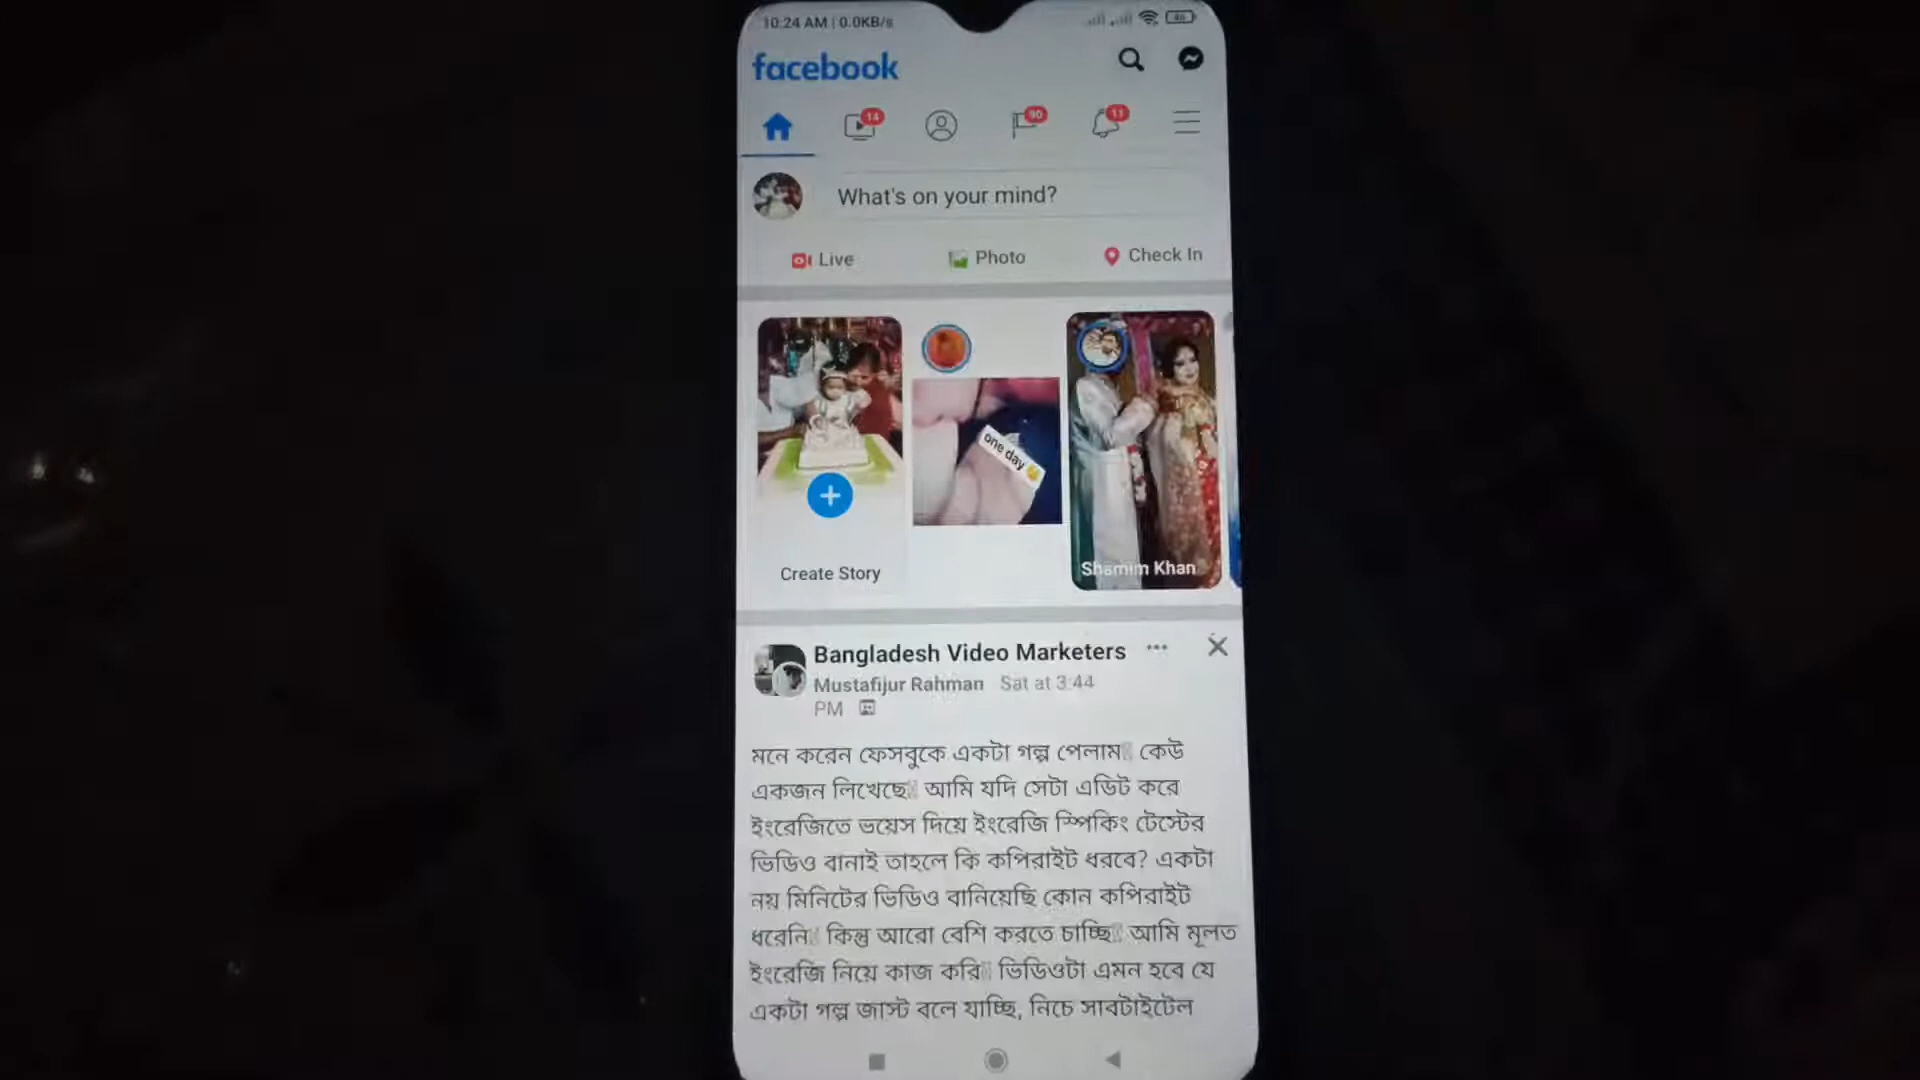 10:24 AM | 0.0KB/s
facebook
14
90
11
What's on your mind?
Live
Photo
Check In
one day
Create Story
Shamim Khan
Bangladesh Video Marketers
Mustafijur Rahman Sat at 3:44
PM
মনে করেন ফেসবুকে একটা গল্প পেলাম। কেউ
একজন লিখেছে। আমি যদি সেটা এডিট করে
ইংরেজিতে ভয়েস দিয়ে ইংরেজি স্পিকিং টেস্টের
ভিডিও বানাই তাহলে কি কপিরাইট ধরবে? একটা
নয় মিনিটের ভিডিও বানিয়েছি কোন কপিরাইট
ধরেনি। কিন্তু আরো বেশি করতে চাচ্ছি। আমি মূলত
ইংরেজি নিয়ে কাজ করি। ভিডিওটা এমন হবে যে
একটা গল্প জাস্ট বলে যাচ্ছি, নিচে সাবটাইটেল